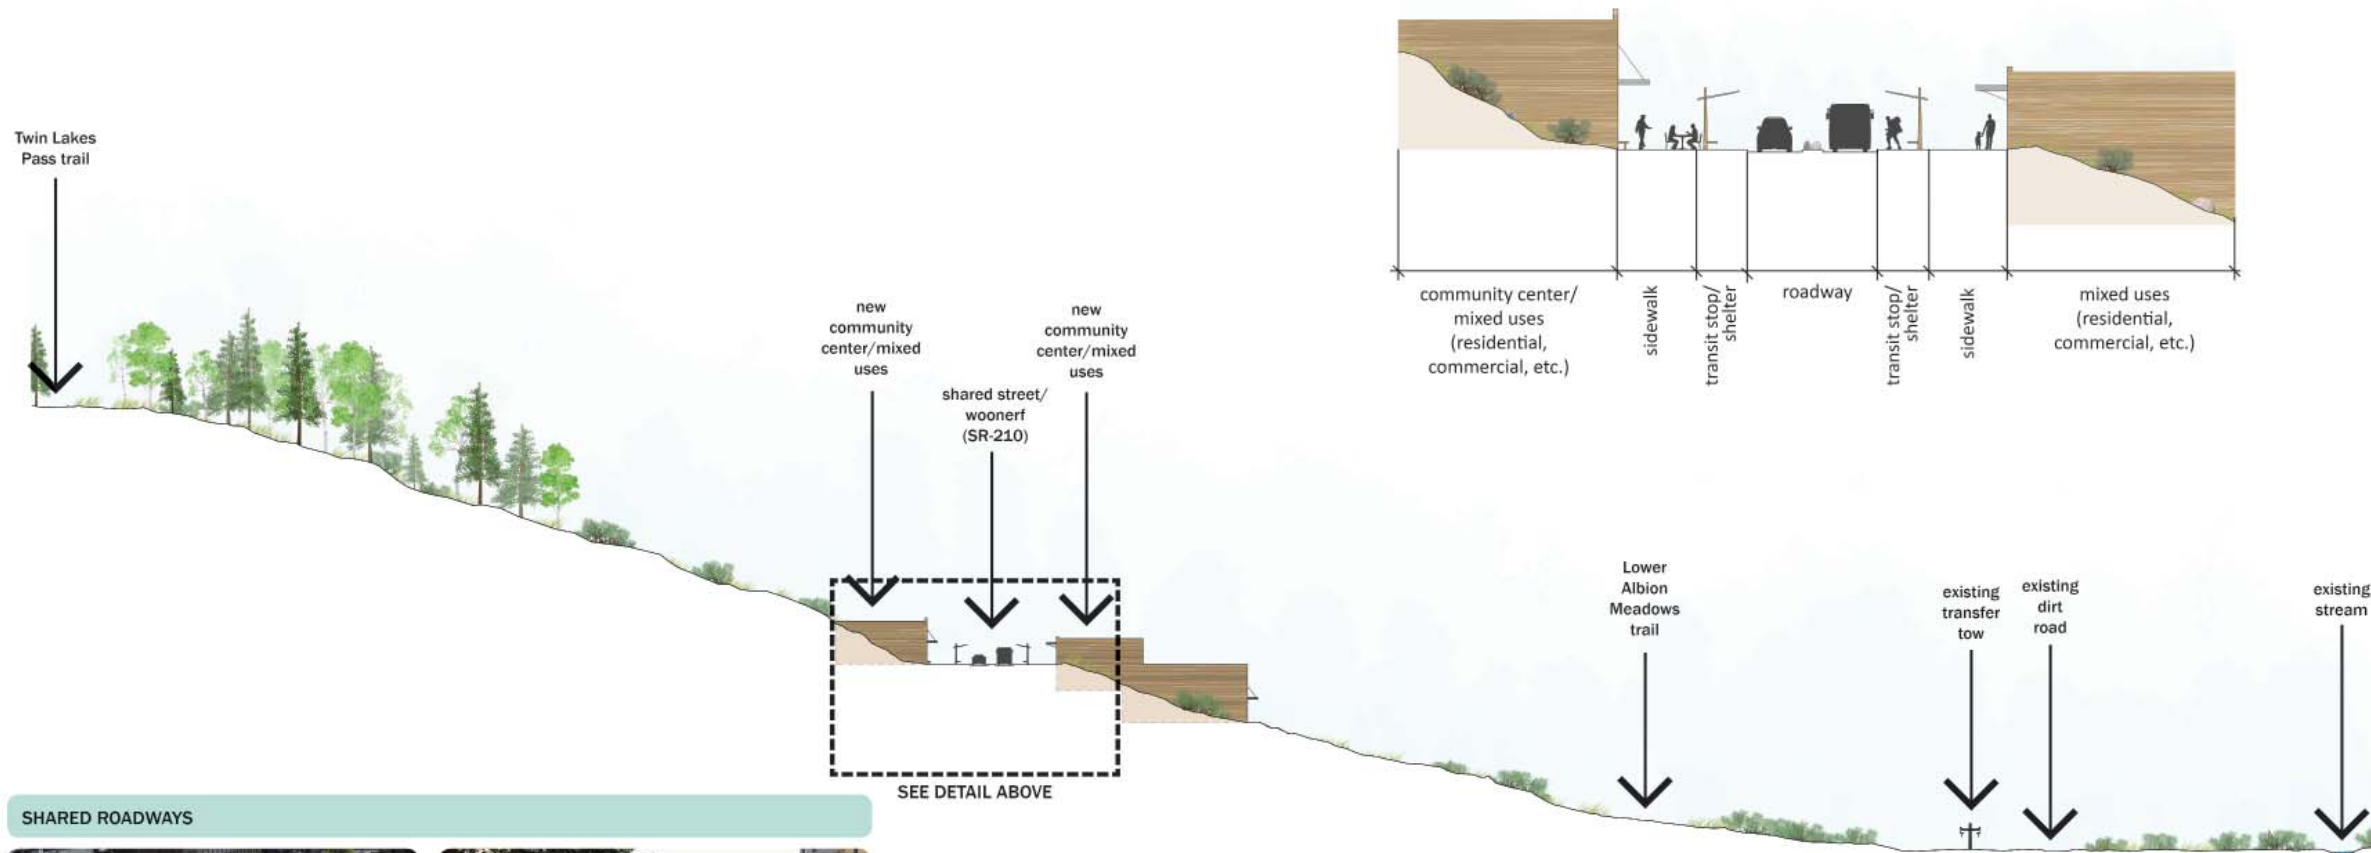 Twin Lakes
Pass trail
new
community
center/mixed
uses
shared street/
woonerf
(SR-210)
new
community
center/mixed
uses
community center/
mixed uses
(residential,
commercial, etc.)
sidewalk
transit stop/
shelter
roadway
transit stop/
shelter
sidewalk
mixed uses
(residential,
commercial, etc.)
Lower
Albion
Meadows
trail
existing
transfer
tow
existing
dirt
road
existing
stream
SEE DETAIL ABOVE
SHARED ROADWAYS